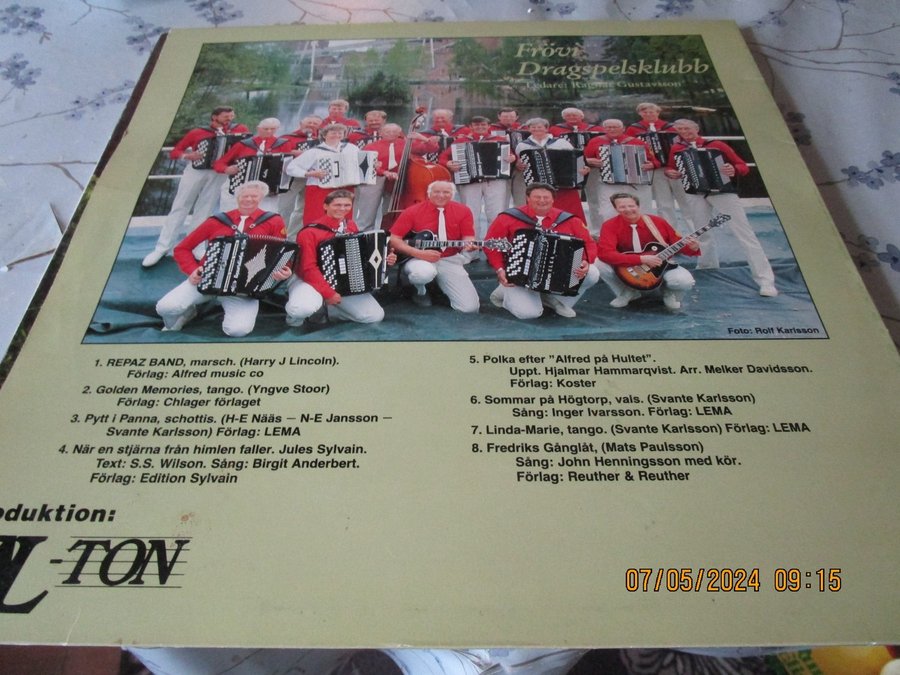 Frövi
Dragspelsklubb
Ledare: Ragnar Gustavsson
Foto: Rolf Karlsson
1. REPAZ BAND, marsch. (Harry J Lincoln).
Förlag: Alfred music co
2. Golden Memories, tango. (Yngve Stoor)
Förlag: Chlager förlaget
3. Pytt i Panna, schottis. (H-E Nääs — N-E Jansson —
Svante Karlsson) Förlag: LEMA
4. När en stjärna från himlen faller. Jules Sylvain.
Text: S.S. Wilson. Sång: Birgit Anderbert.
Förlag: Edition Sylvain
5. Polka efter "Alfred på Hultet".
Uppt. Hjalmar Hammarqvist. Arr. Melker Davidsson.
Förlag: Koster
6. Sommar på Högtorp, vals. (Svante Karlsson)
Sång: Inger Ivarsson. Förlag: LEMA
7. Linda-Marie, tango. (Svante Karlsson) Förlag: LEMA
8. Fredriks Gånglåt, (Mats Paulsson)
Sång: John Henningsson med kör.
Förlag: Reuther & Reuther
oduktion:
L-TON
07/05/2024 09:15